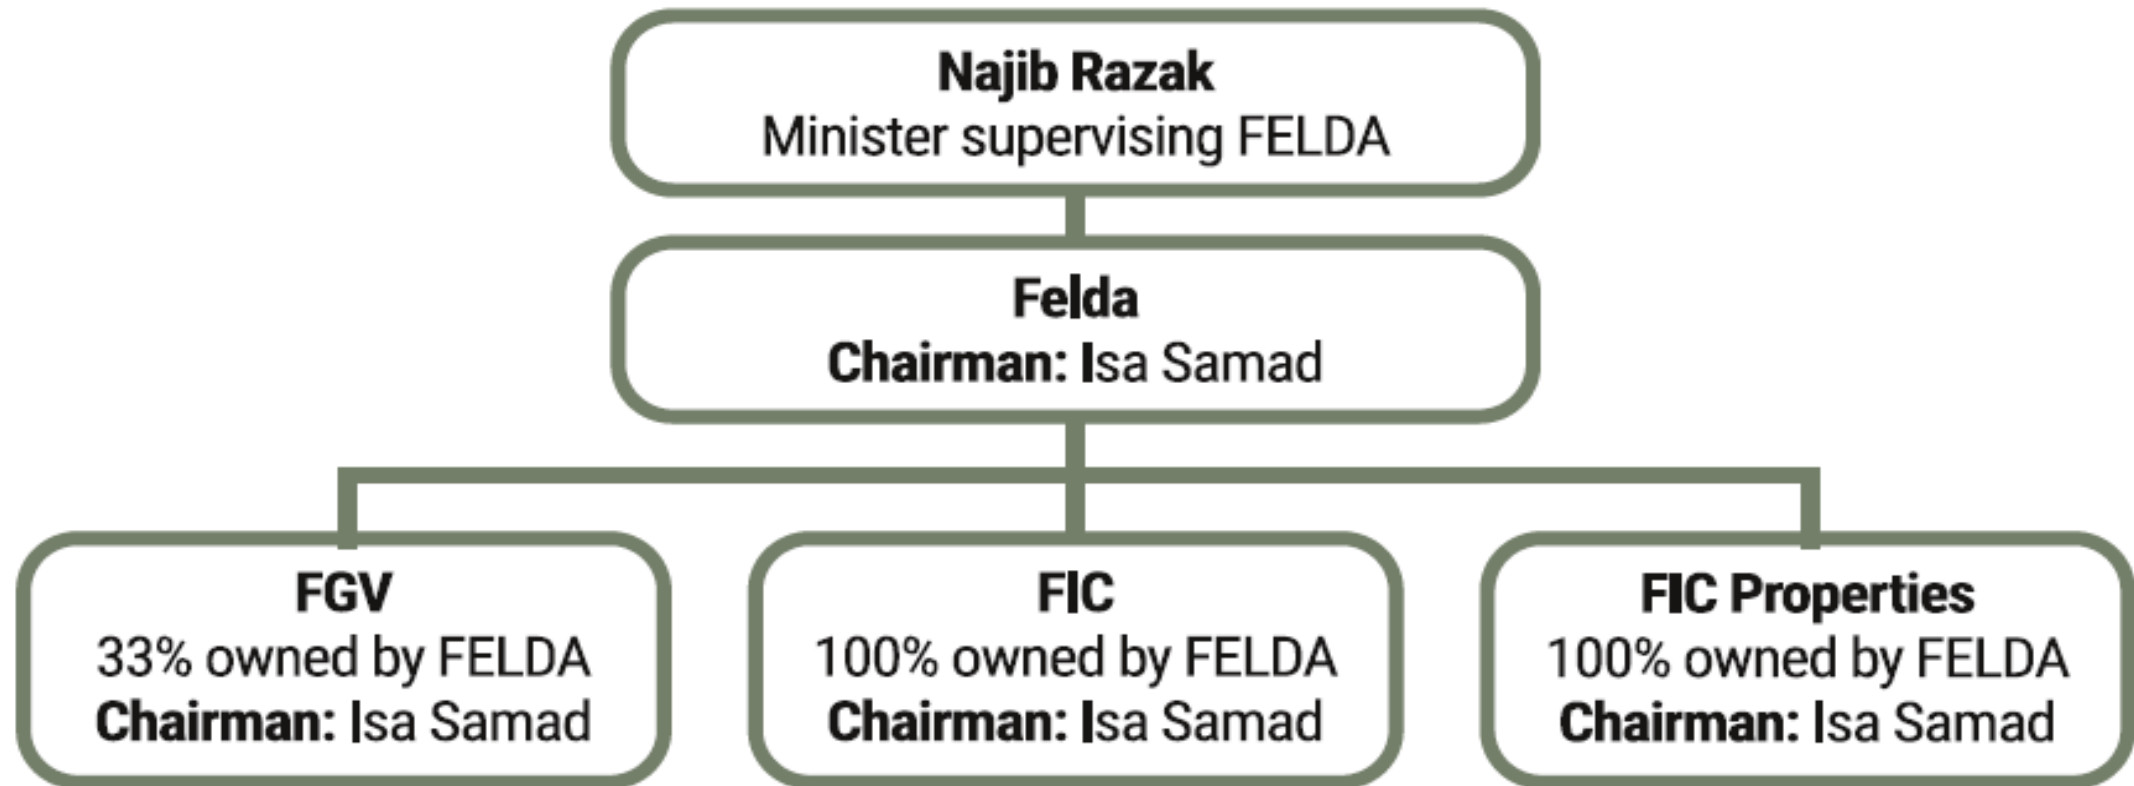 Najib Razak
Minister supervising FELDA
Felda
Chairman: Isa Samad
FGV
33% owned by FELDA
Chairman: Isa Samad
FIC
100% owned by FELDA
Chairman: Isa Samad
FIC Properties
100% owned by FELDA
Chairman: Isa Samad